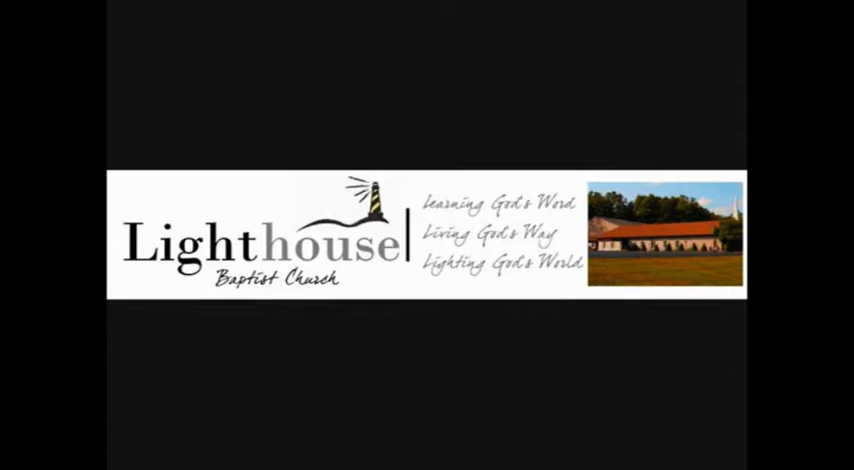 Lighthouse
Baptist Church
Learning God's Word
Living God's Way
Lighting God's World